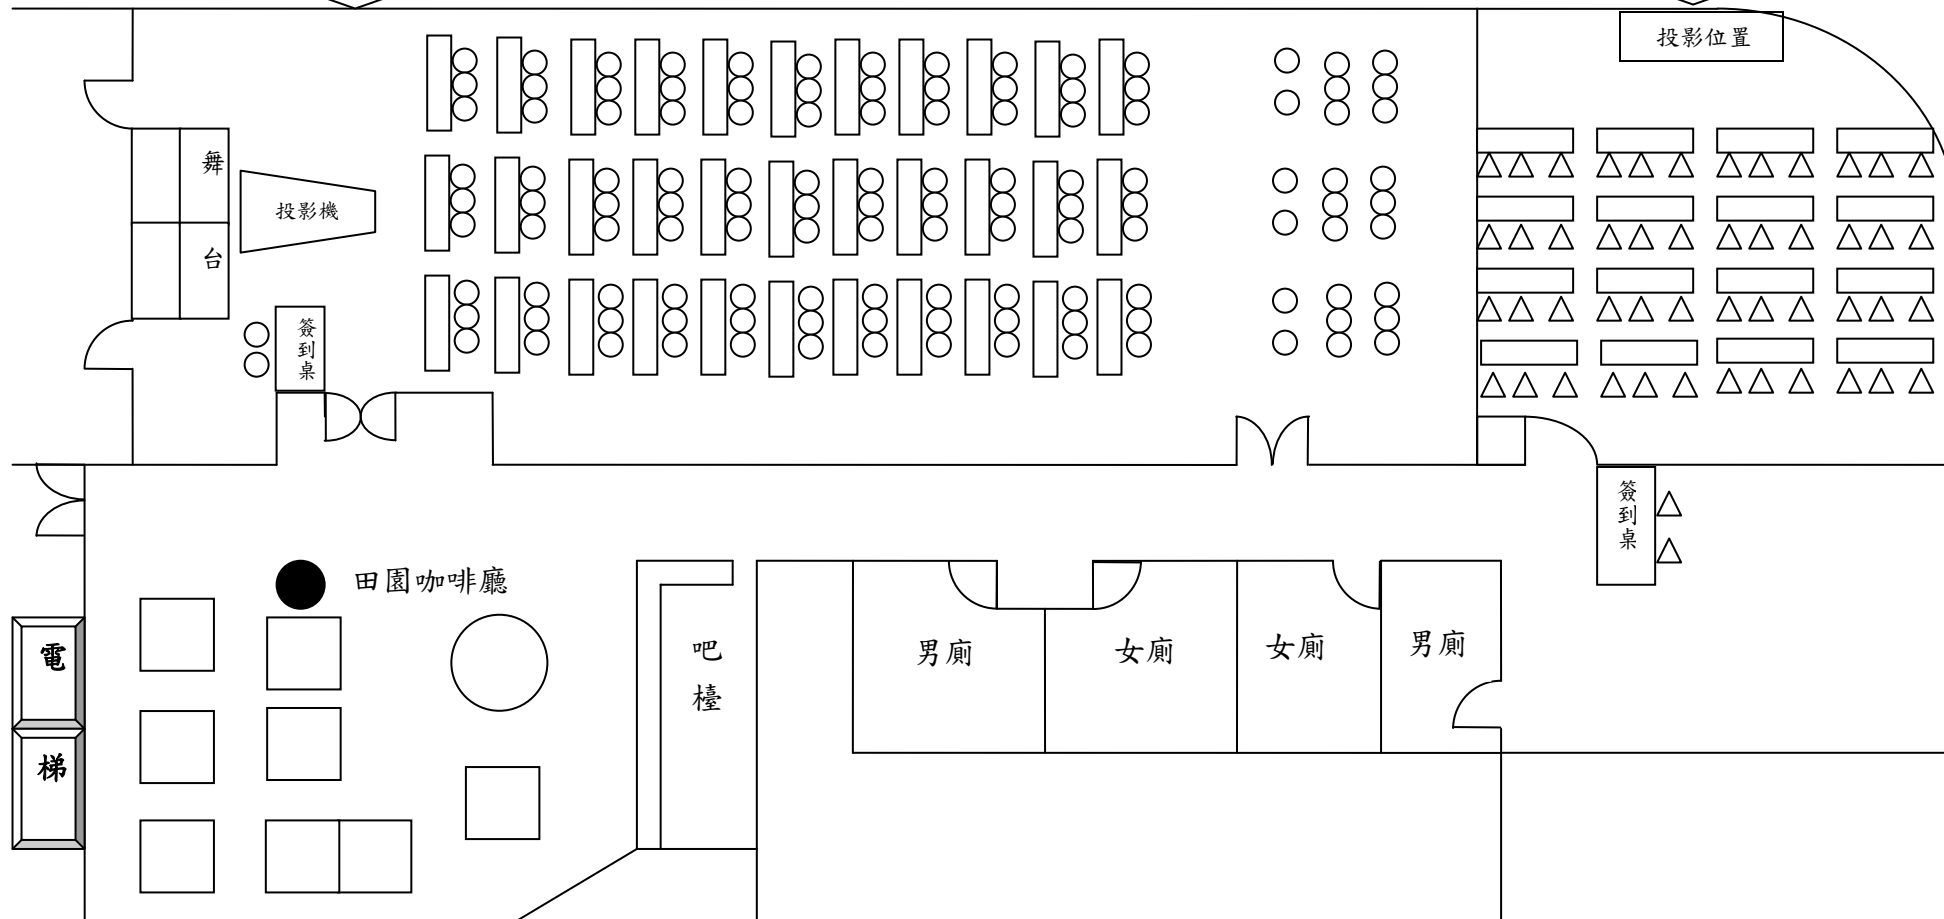 投影位置
舞
台
投影機
簽
到
桌
簽
到
桌
田園咖啡廳
電
梯
吧
檯
男廁
女廁
女廁
男廁